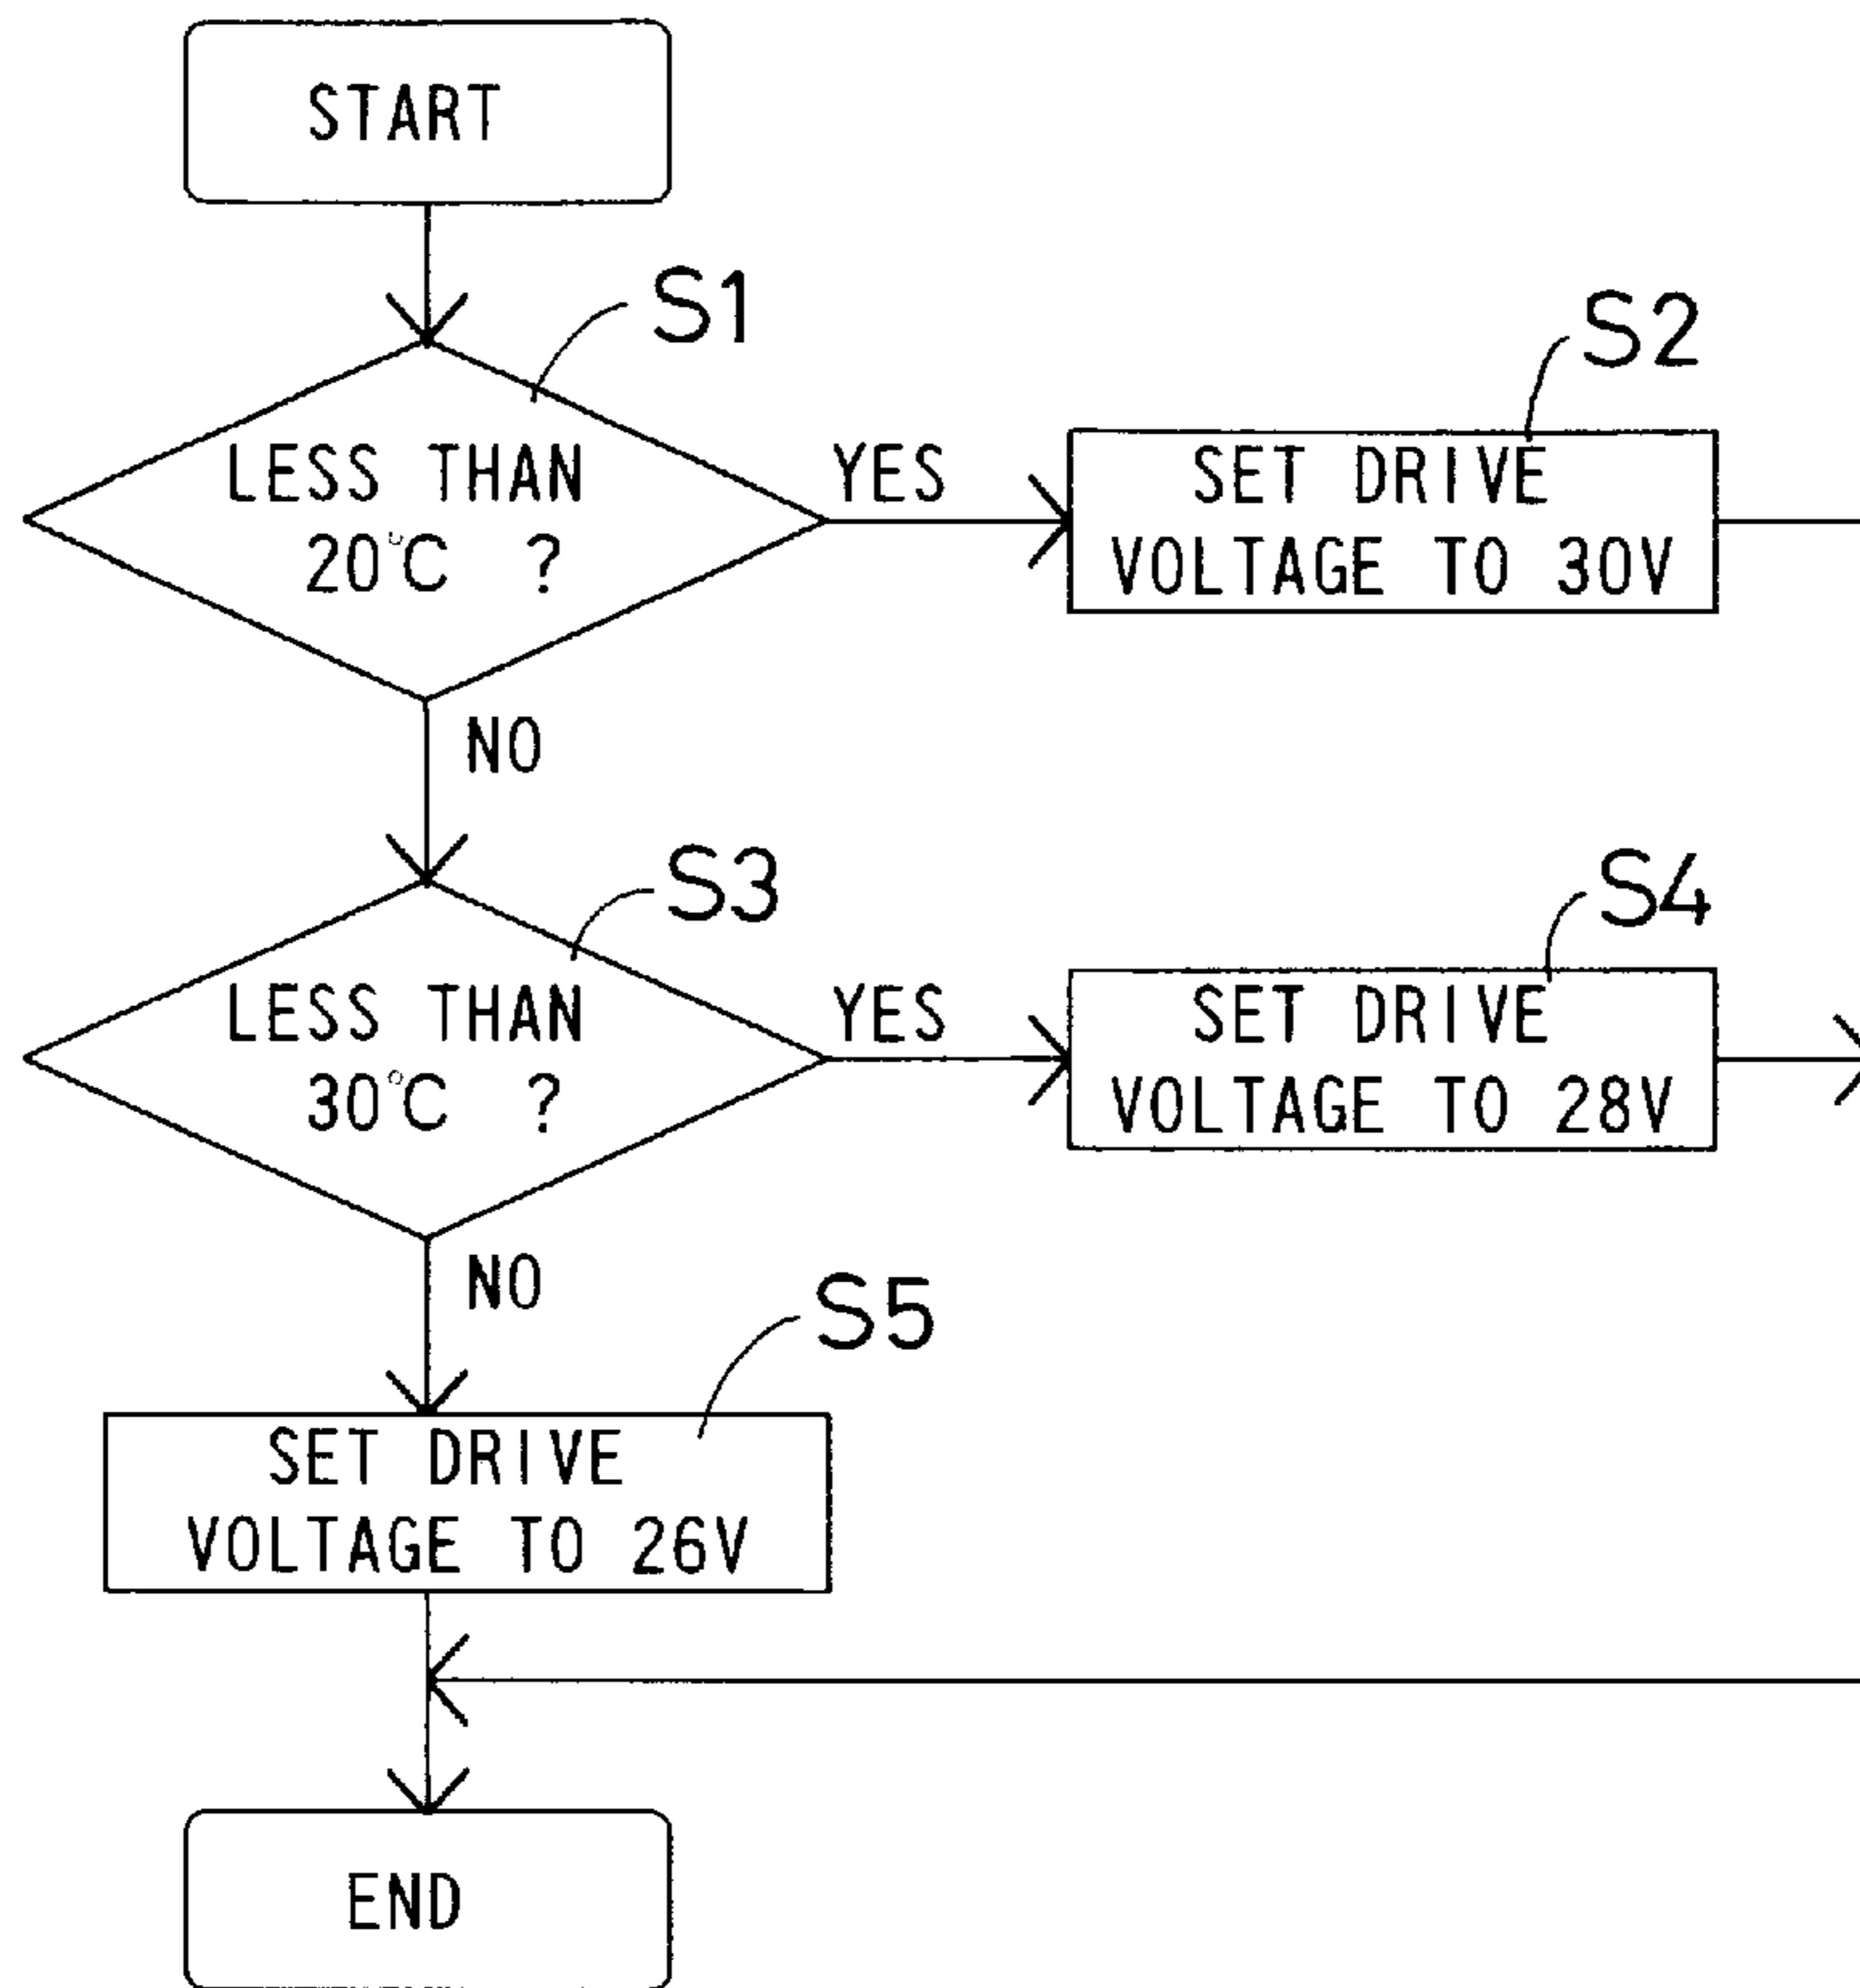 START
S1
LESS THAN
20°C ?
YES
S2
SET DRIVE
VOLTAGE TO 30V
NO
S3
LESS THAN
30°C ?
YES
S4
SET DRIVE
VOLTAGE TO 28V
NO
S5
SET DRIVE
VOLTAGE TO 26V
END